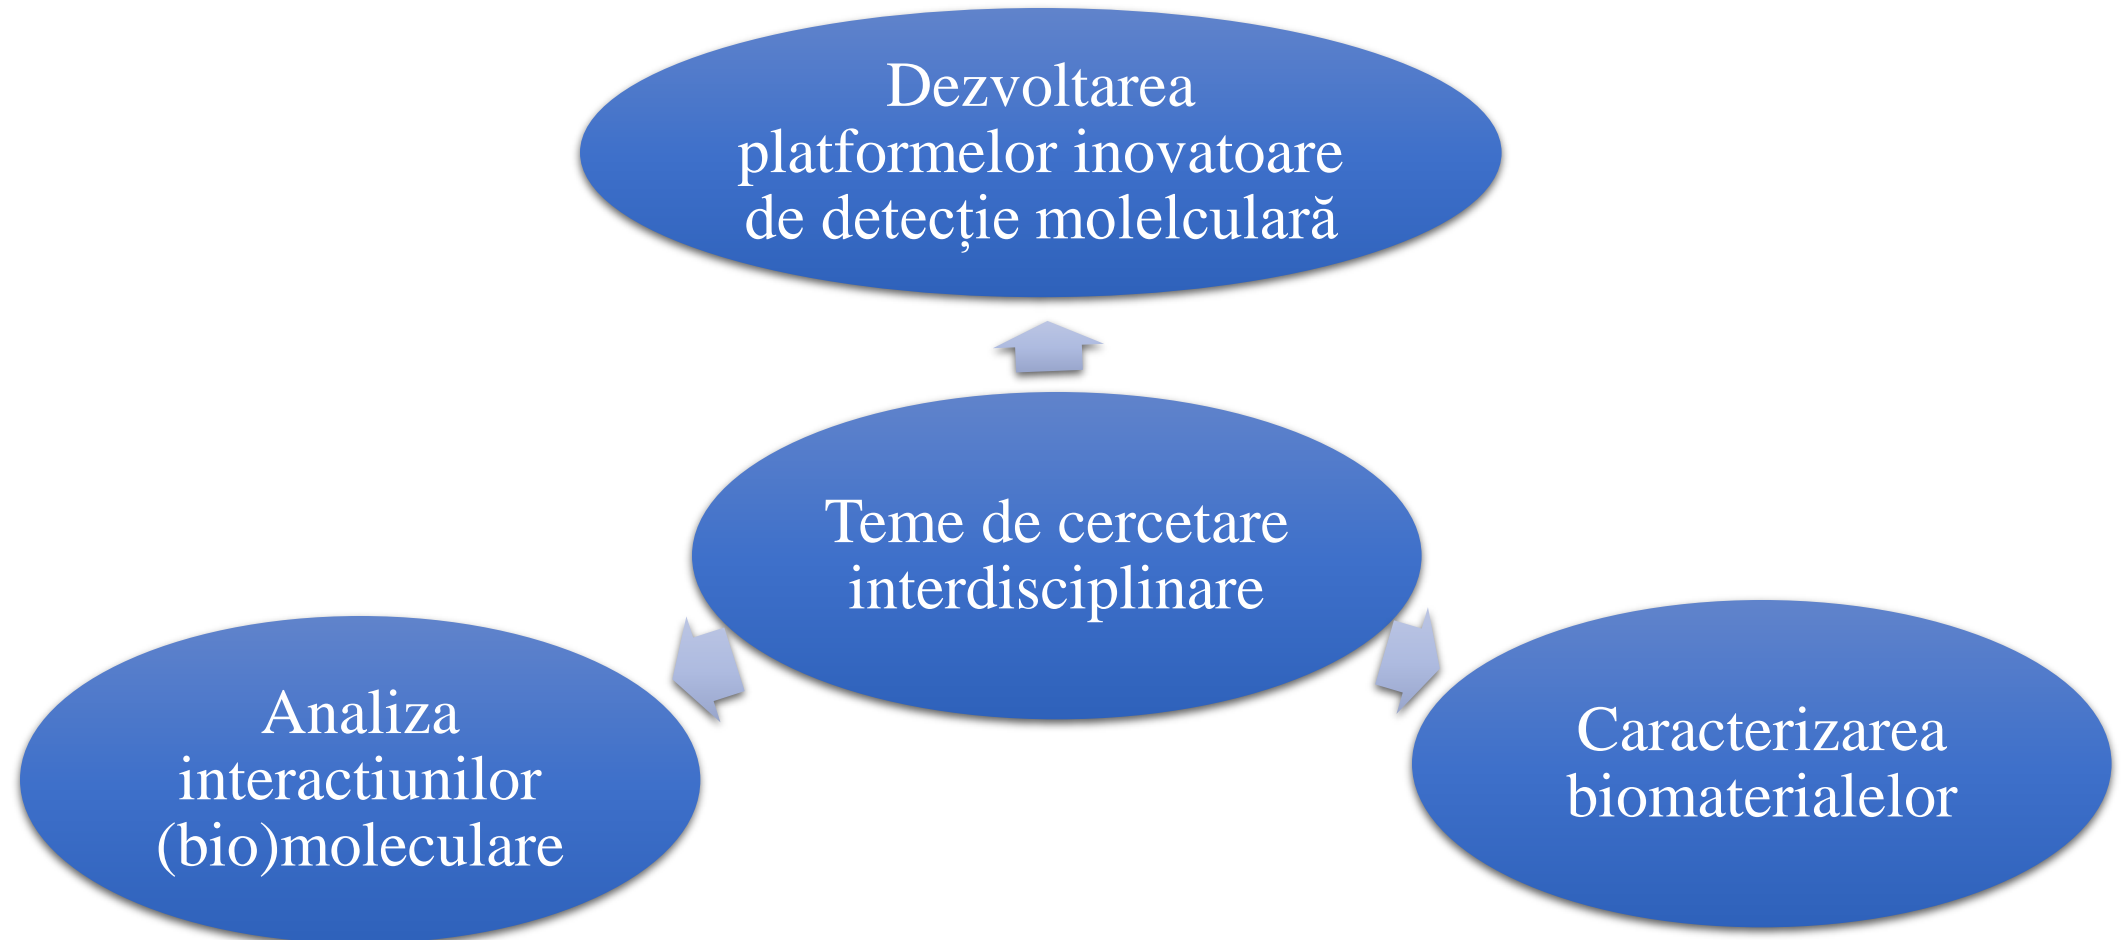 Dezvoltarea
platformelor inovatoare
de detecție molelculară
Teme de cercetare
interdisciplinare
Analiza
interactiunilor
(bio)moleculare
Caracterizarea
biomaterialelor